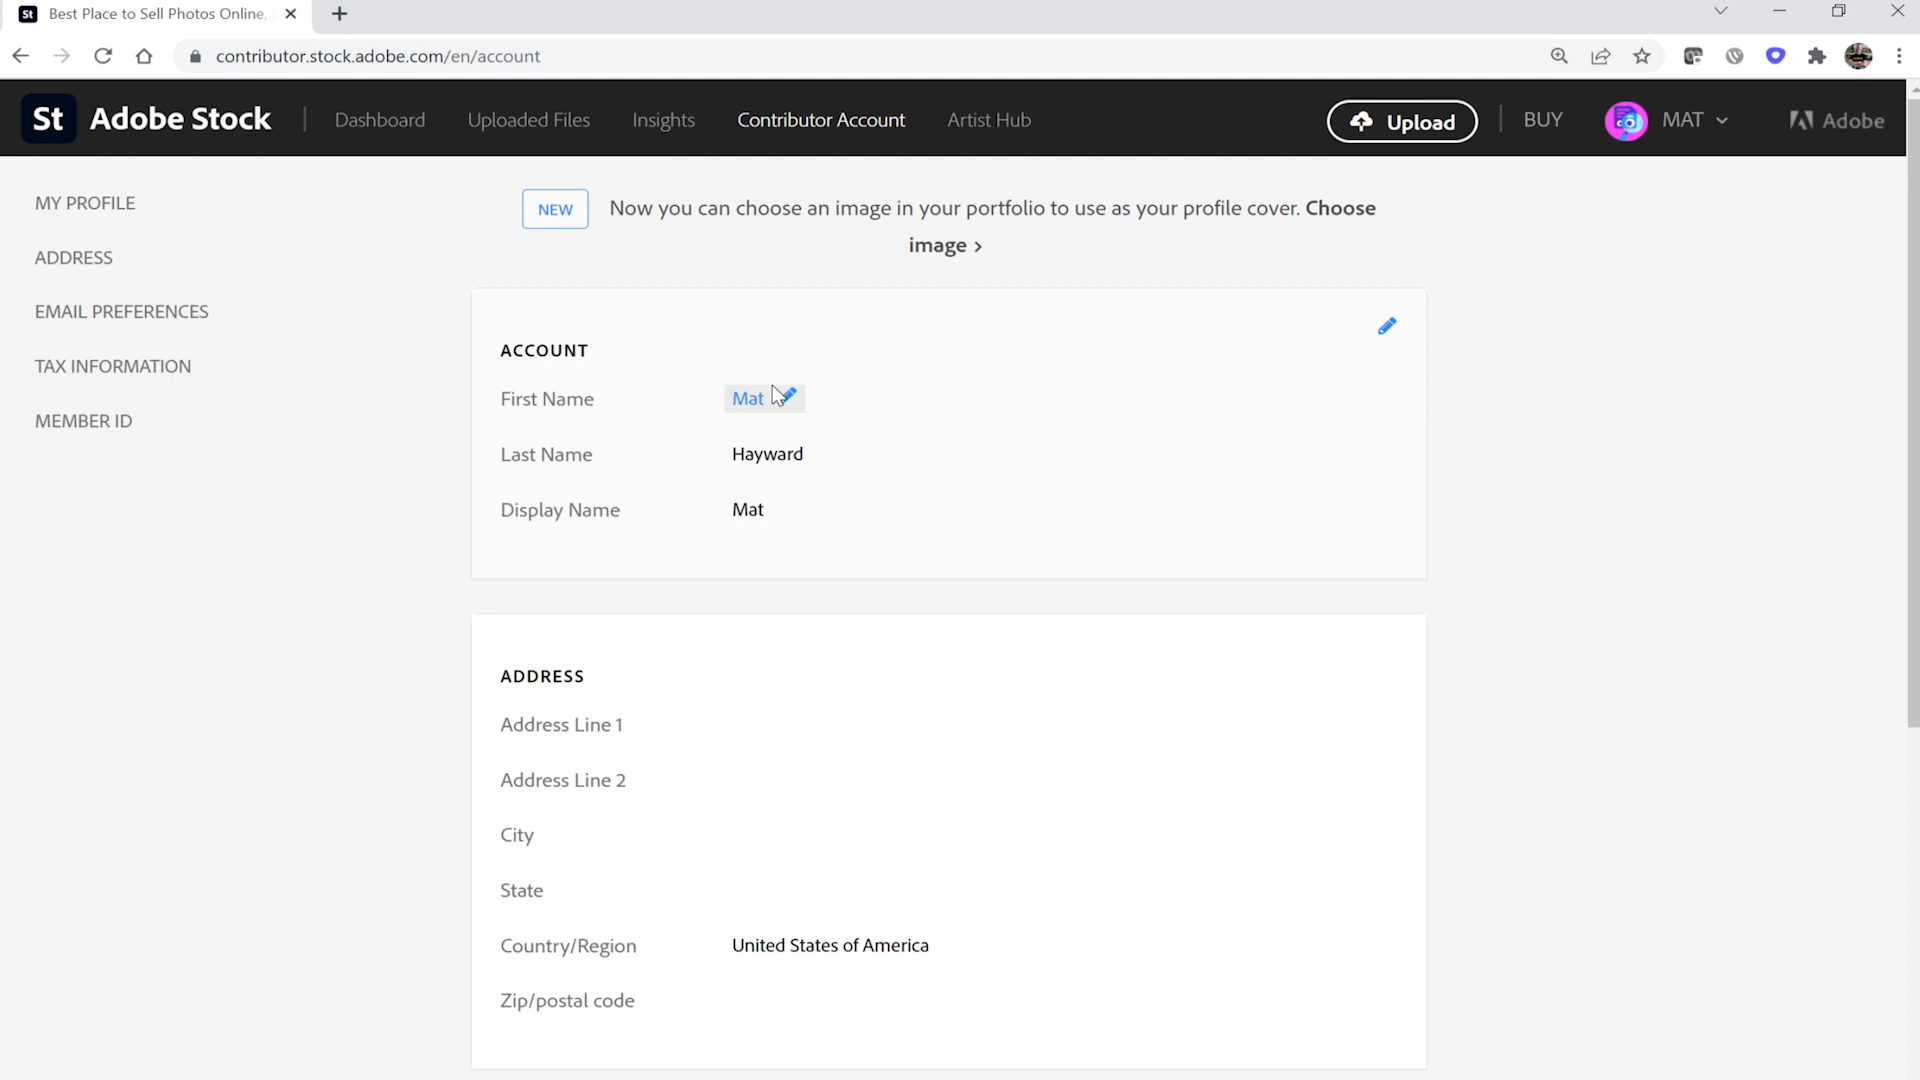 St Best Place to Sell Photos Online,
contributor.stock.adobe.com/en/account
St Adobe Stock Dashboard Uploaded Files Insights Contributor Account Artist Hub Upload BUY MAT Adobe
MY PROFILE
ADDRESS
EMAIL PREFERENCES
TAX INFORMATION
MEMBER ID
NEW Now you can choose an image in your portfolio to use as your profile cover. Choose
image >
ACCOUNT
First Name Mat
Last Name Hayward
Display Name Mat
ADDRESS
Address Line 1
Address Line 2
City
State
Country/Region United States of America
Zip/postal code